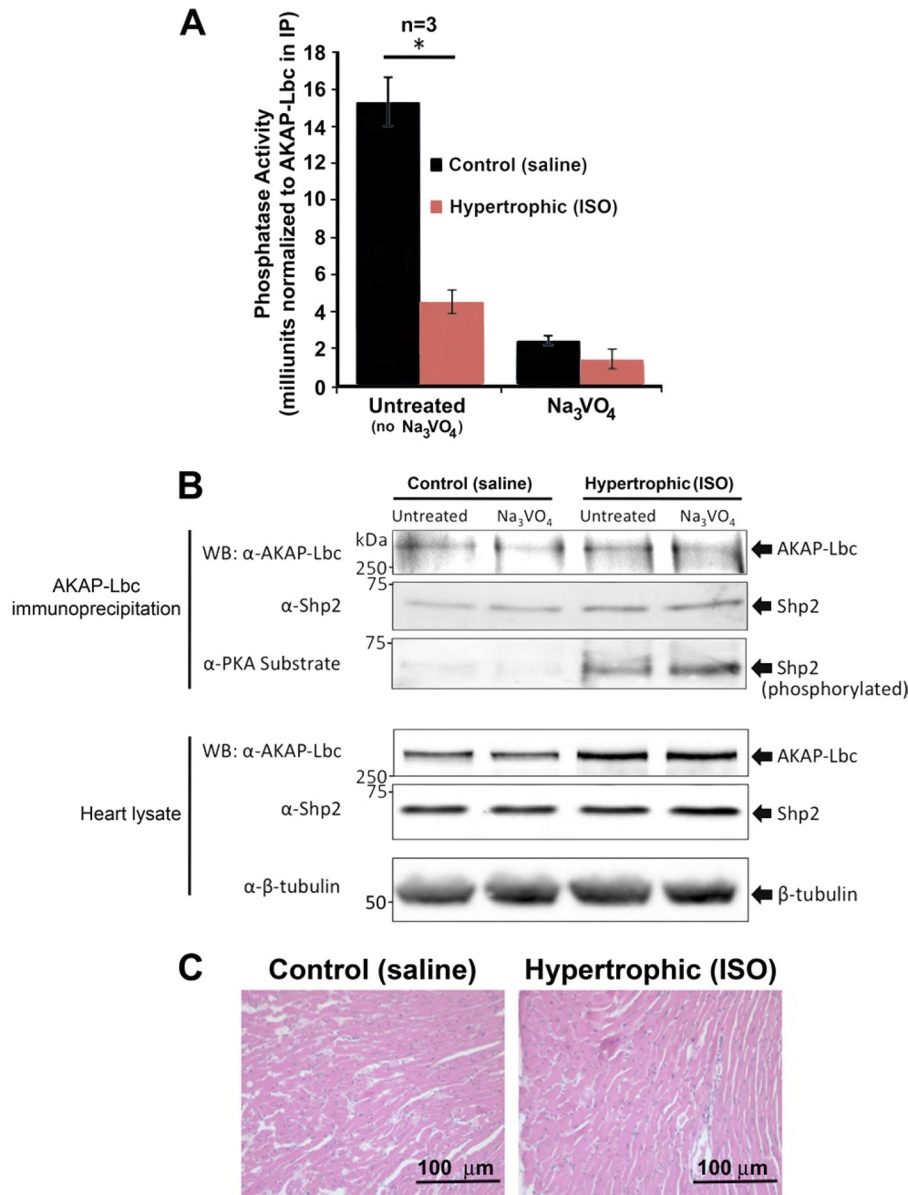 A
n=3
*
Phosphatase Activity
(milliunits normalized to AKAP-Lbc in IP)
18
16
14
12
10
8
6
4
2
0
Control (saline)
Hypertrophic (ISO)
Untreated
(no Na₃VO₄)
Na₃VO₄
B
Control (saline)
Hypertrophic (ISO)
Untreated
Na₃VO₄
Untreated
Na₃VO₄
kDa
AKAP-Lbc
immunoprecipitation
WB: α-AKAP-Lbc
250
AKAP-Lbc
α-Shp2
75
Shp2
α-PKA Substrate
75
Shp2
(phosphorylated)
Heart lysate
WB: α-AKAP-Lbc
250
AKAP-Lbc
α-Shp2
75
Shp2
α-β-tubulin
50
β-tubulin
C
Control (saline)
Hypertrophic (ISO)
100 μm
100 μm